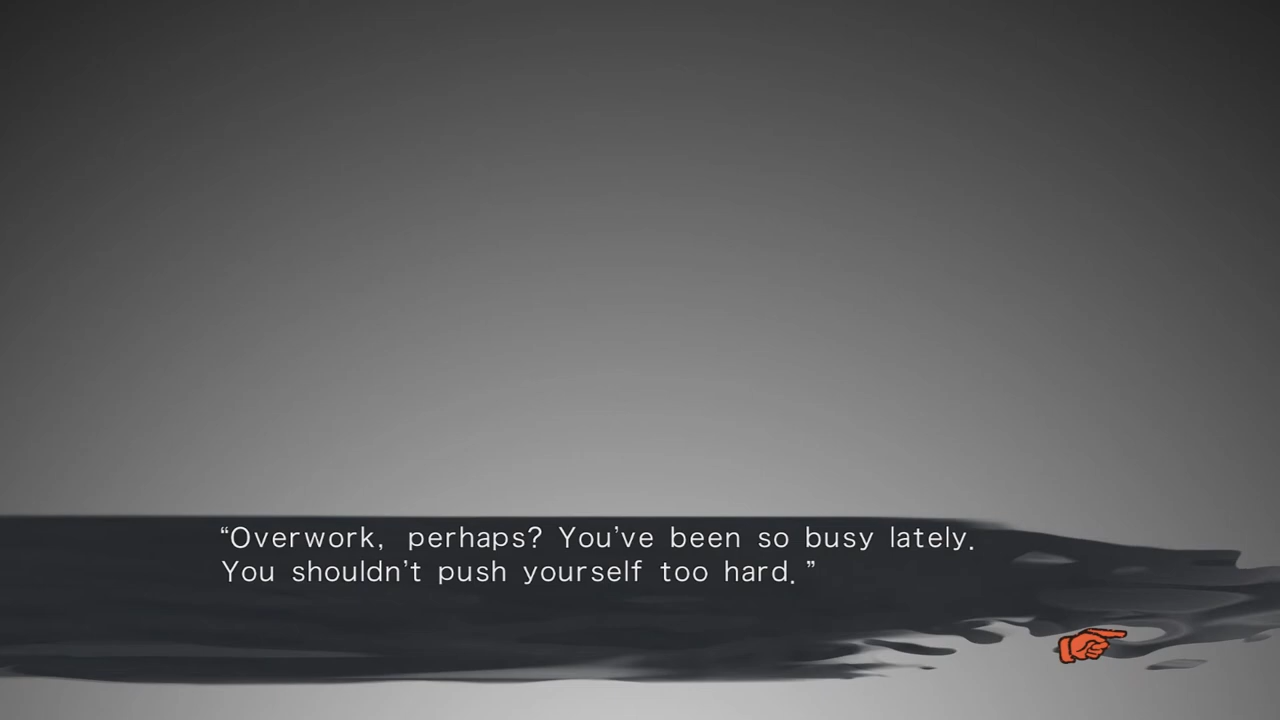 “Overwork, perhaps? You’ve been so busy lately.
You shouldn’t push yourself too hard.”